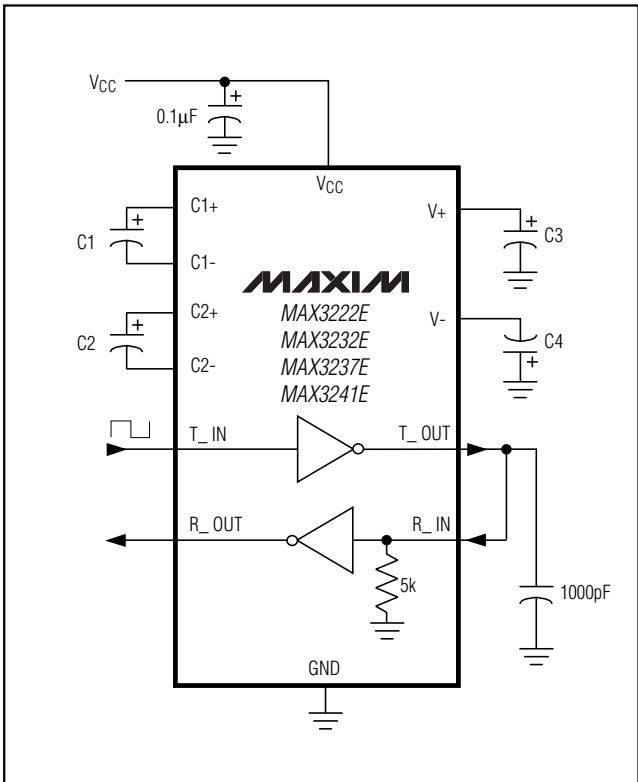 VCC
0.1µF
VCC
C1+
V+
C1
C3
C1-
MAXIM
C2+
MAX3222E
V-
MAX3232E
C2
C4
C2-
MAX3237E
MAX3241E
T_ IN
T_ OUT
R_ OUT
R_ IN
5k
1000pF
GND